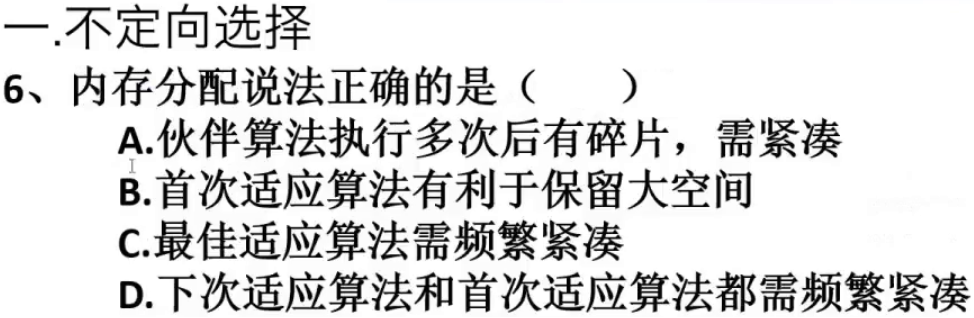 一.不定向选择
6、内存分配说法正确的是（ ）
A.伙伴算法执行多次后有碎片，需紧凑
B.首次适应算法有利于保留大空间
C.最佳适应算法需频繁紧凑
D.下次适应算法和首次适应算法都需频繁紧凑